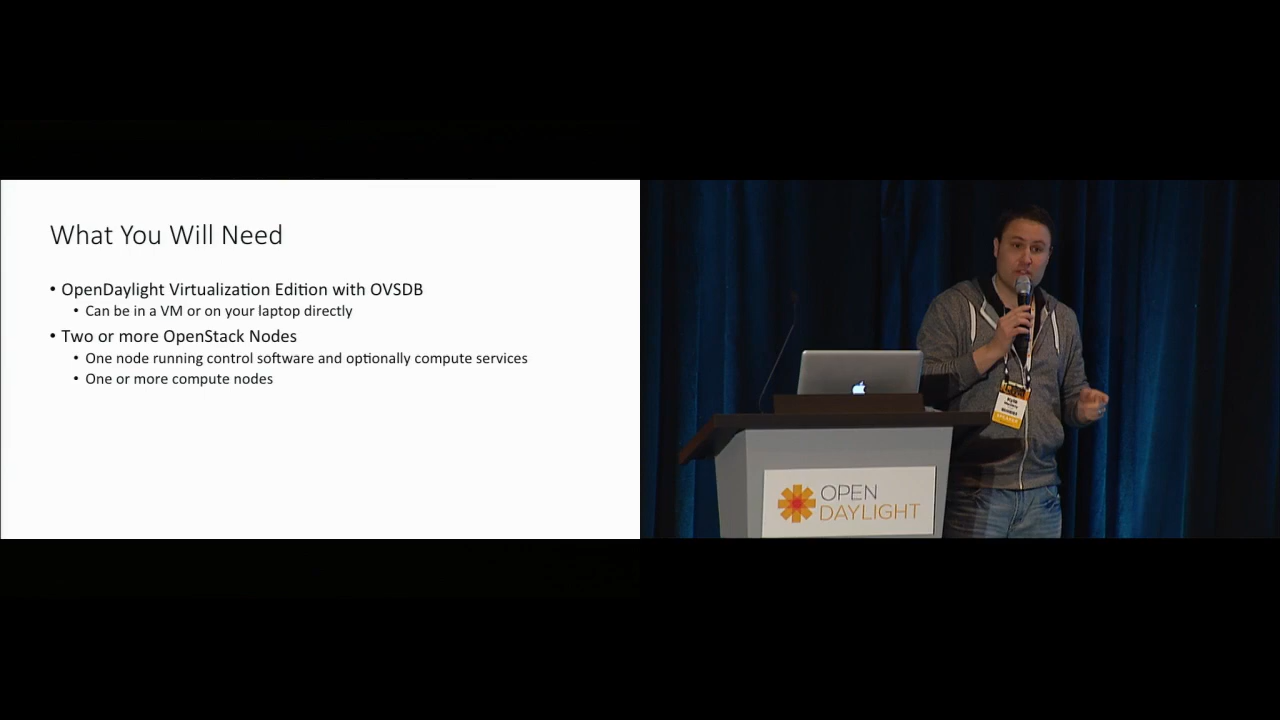 What You Will Need
• OpenDaylight Virtualization Edition with OVSDB
• Can be in a VM or on your laptop directly
• Two or more OpenStack Nodes
• One node running control software and optionally compute services
• One or more compute nodes
Kyle
OPEN
DAYLIGHT